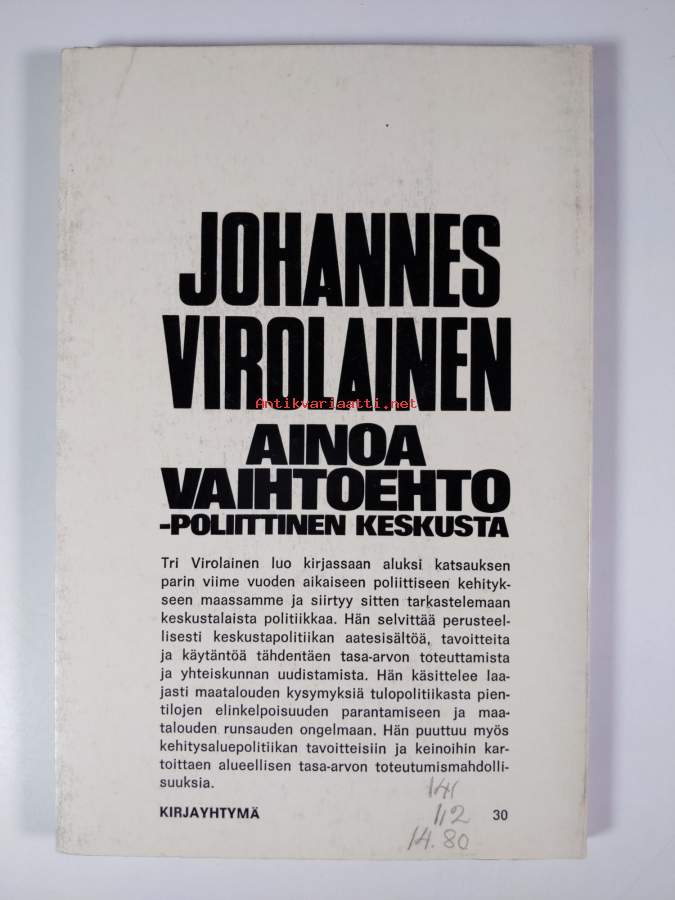 JOHANNES
VIROLAINEN
Antikvariaatti.net
AINOA
VAIHTOEHTO
-POLIITTINEN KESKUSTA
Tri Virolainen luo kirjassaan aluksi katsauksen
parin viime vuoden aikaiseen poliittiseen kehityk-
seen maassamme ja siirtyy sitten tarkastelemaan
keskustalaista politiikkaa. Hän selvittää perusteel-
lisesti keskustapolitiikan aatesisältöä, tavoitteita
ja käytäntöä tähdentäen tasa-arvon toteuttamista
ja yhteiskunnan uudistamista. Hän käsittelee laa-
jasti maatalouden kysymyksiä tulopolitiikasta pien-
tilojen elinkelpoisuuden parantamiseen ja maa-
talouden runsauden ongelmaan. Hän puuttuu myös
kehitysaluepolitiikan tavoitteisiin ja keinoihin kar-
toittaen alueellisen tasa-arvon toteutumismahdolli-
suuksia.
141
KIRJAYHTYMÄ 112 30
14.80